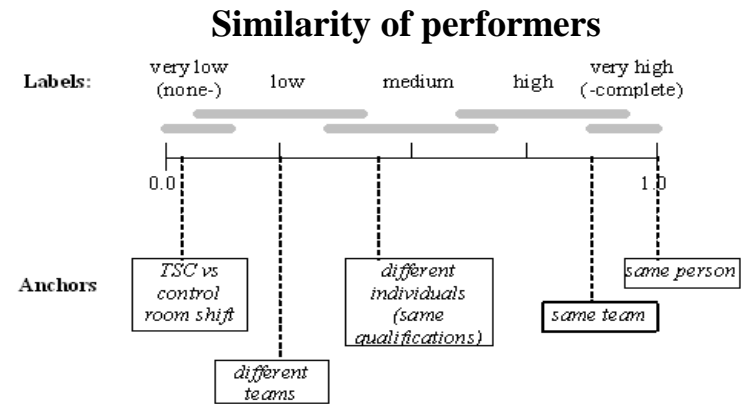 Similarity of performers
Labels:
very low
(none-)
low
medium
high
very high
(-complete)
0.0
1.0
Anchors
TSC vs
control
room shift
different
teams
different
individuals
(same
qualifications)
same team
same person